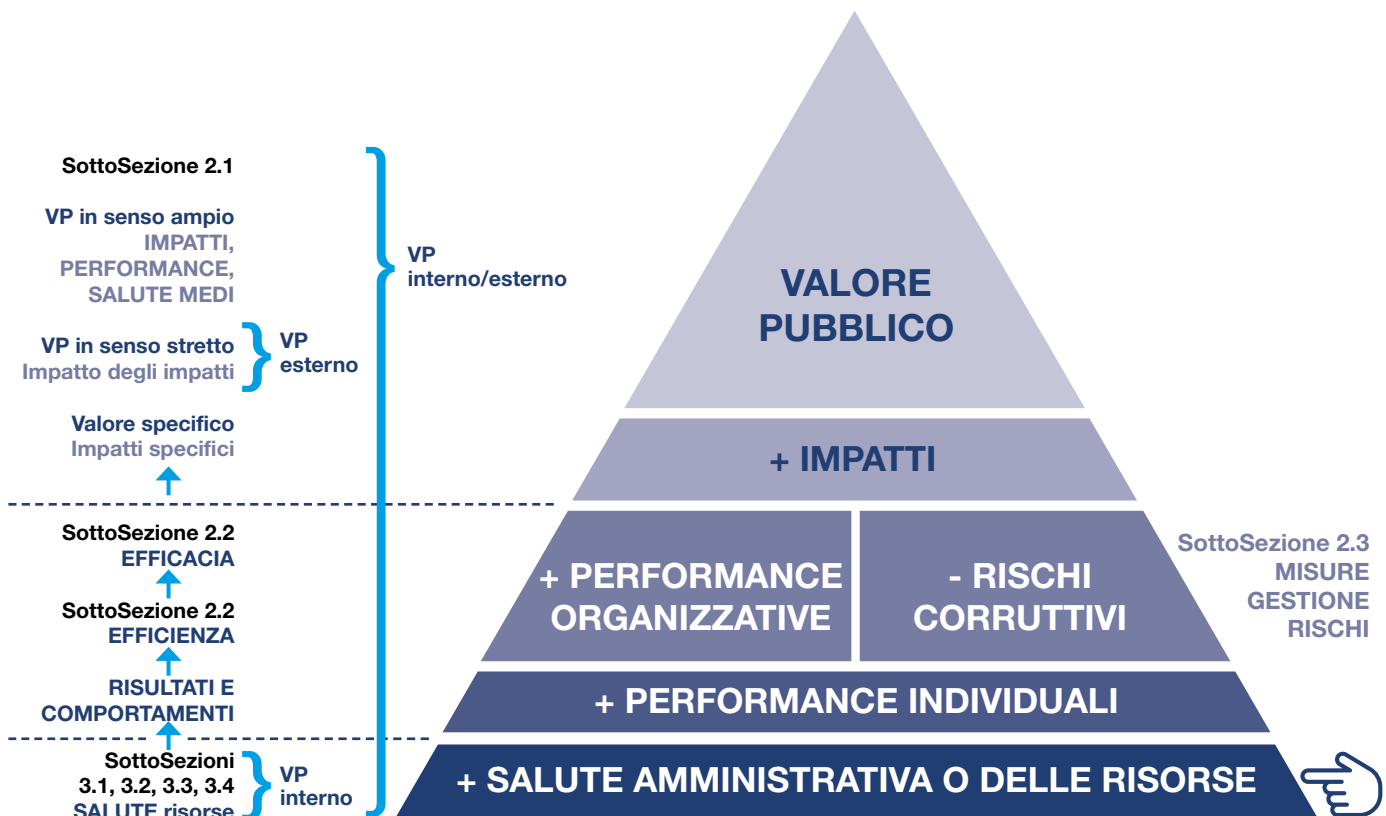 SottoSezione 2.1
VP in senso ampio
IMPATTI,
PERFORMANCE,
SALUTE MEDI
VP in senso stretto
Impatto degli impatti
VP
esterno
Valore specifico
Impatti specifici
VP
interno/esterno
SottoSezione 2.2
EFFICACIA
SottoSezione 2.2
EFFICIENZA
RISULTATI E
COMPORTAMENTI
SottoSezioni
3.1, 3.2, 3.3, 3.4
SALUTE risorse
VP
interno
VALORE
PUBBLICO
+ IMPATTI
+ PERFORMANCE
ORGANIZZATIVE
- RISCHI
CORRUTTIVI
SottoSezione 2.3
MISURE
GESTIONE
RISCHI
+ PERFORMANCE INDIVIDUALI
+ SALUTE AMMINISTRATIVA O DELLE RISORSE